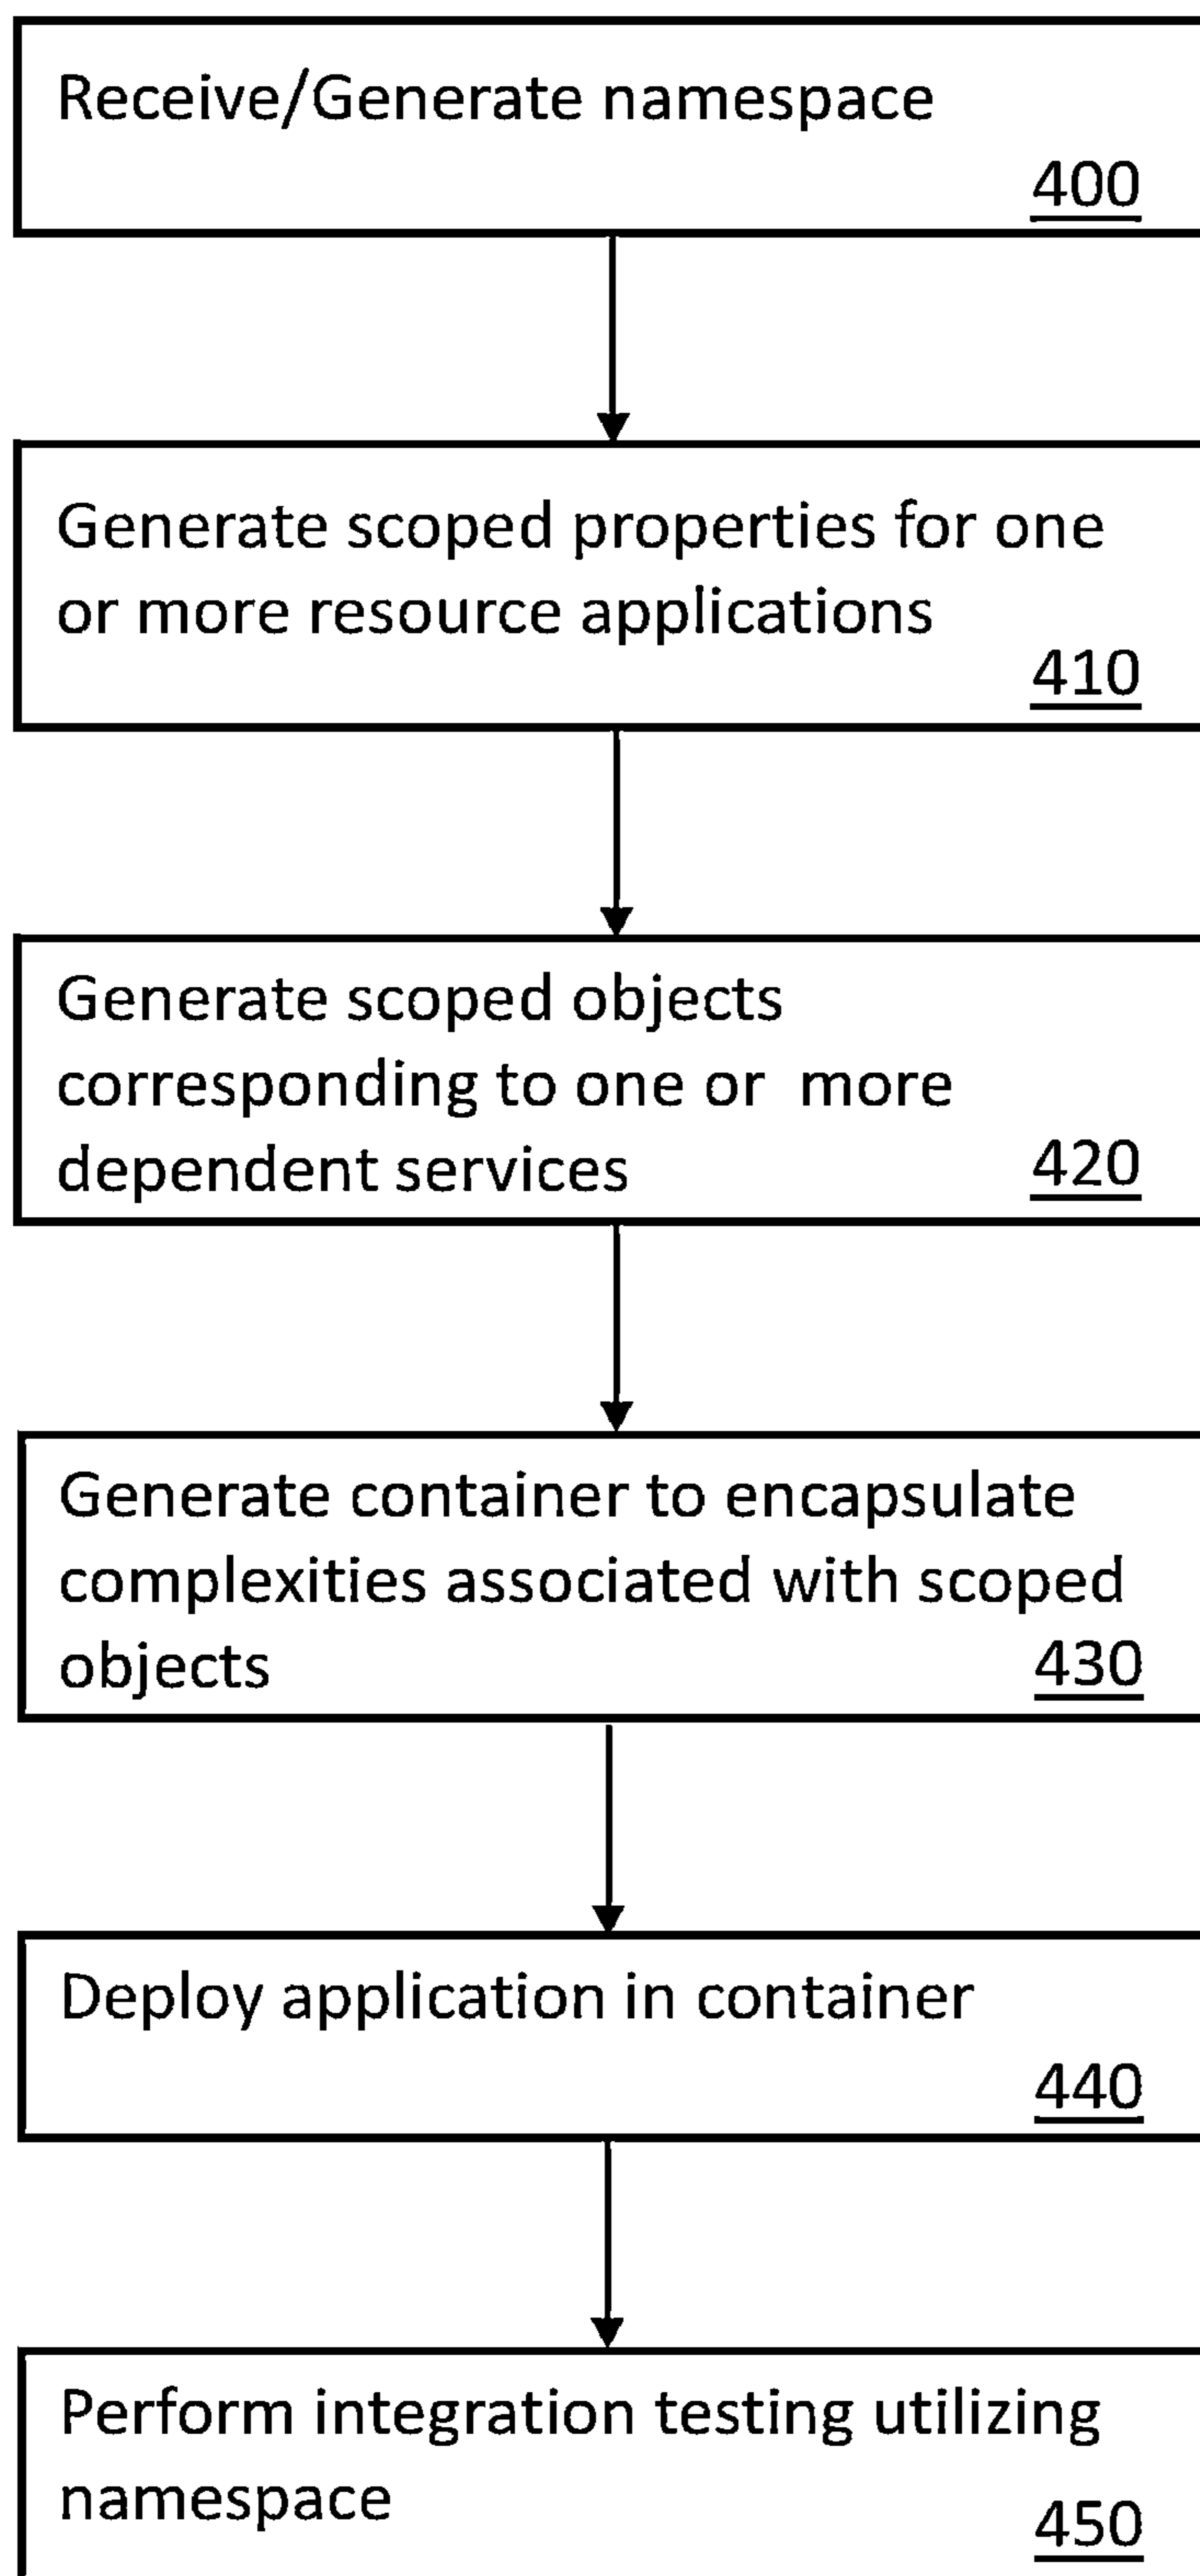 Receive/Generate namespace
400
Generate scoped properties for one
or more resource applications
410
Generate scoped objects
corresponding to one or more
dependent services 420
Generate container to encapsulate
complexities associated with scoped
objects 430
Deploy application in container
440
Perform integration testing utilizing
namespace
450